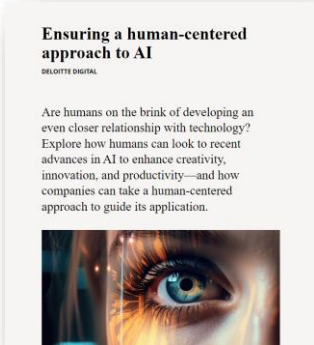 Ensuring a human-centered
approach to AI
DELOITTE DIGITAL
Are humans on the brink of developing an
even closer relationship with technology?
Explore how humans can look to recent
advances in AI to enhance creativity,
innovation, and productivity—and how
companies can take a human-centered
approach to guide its application.